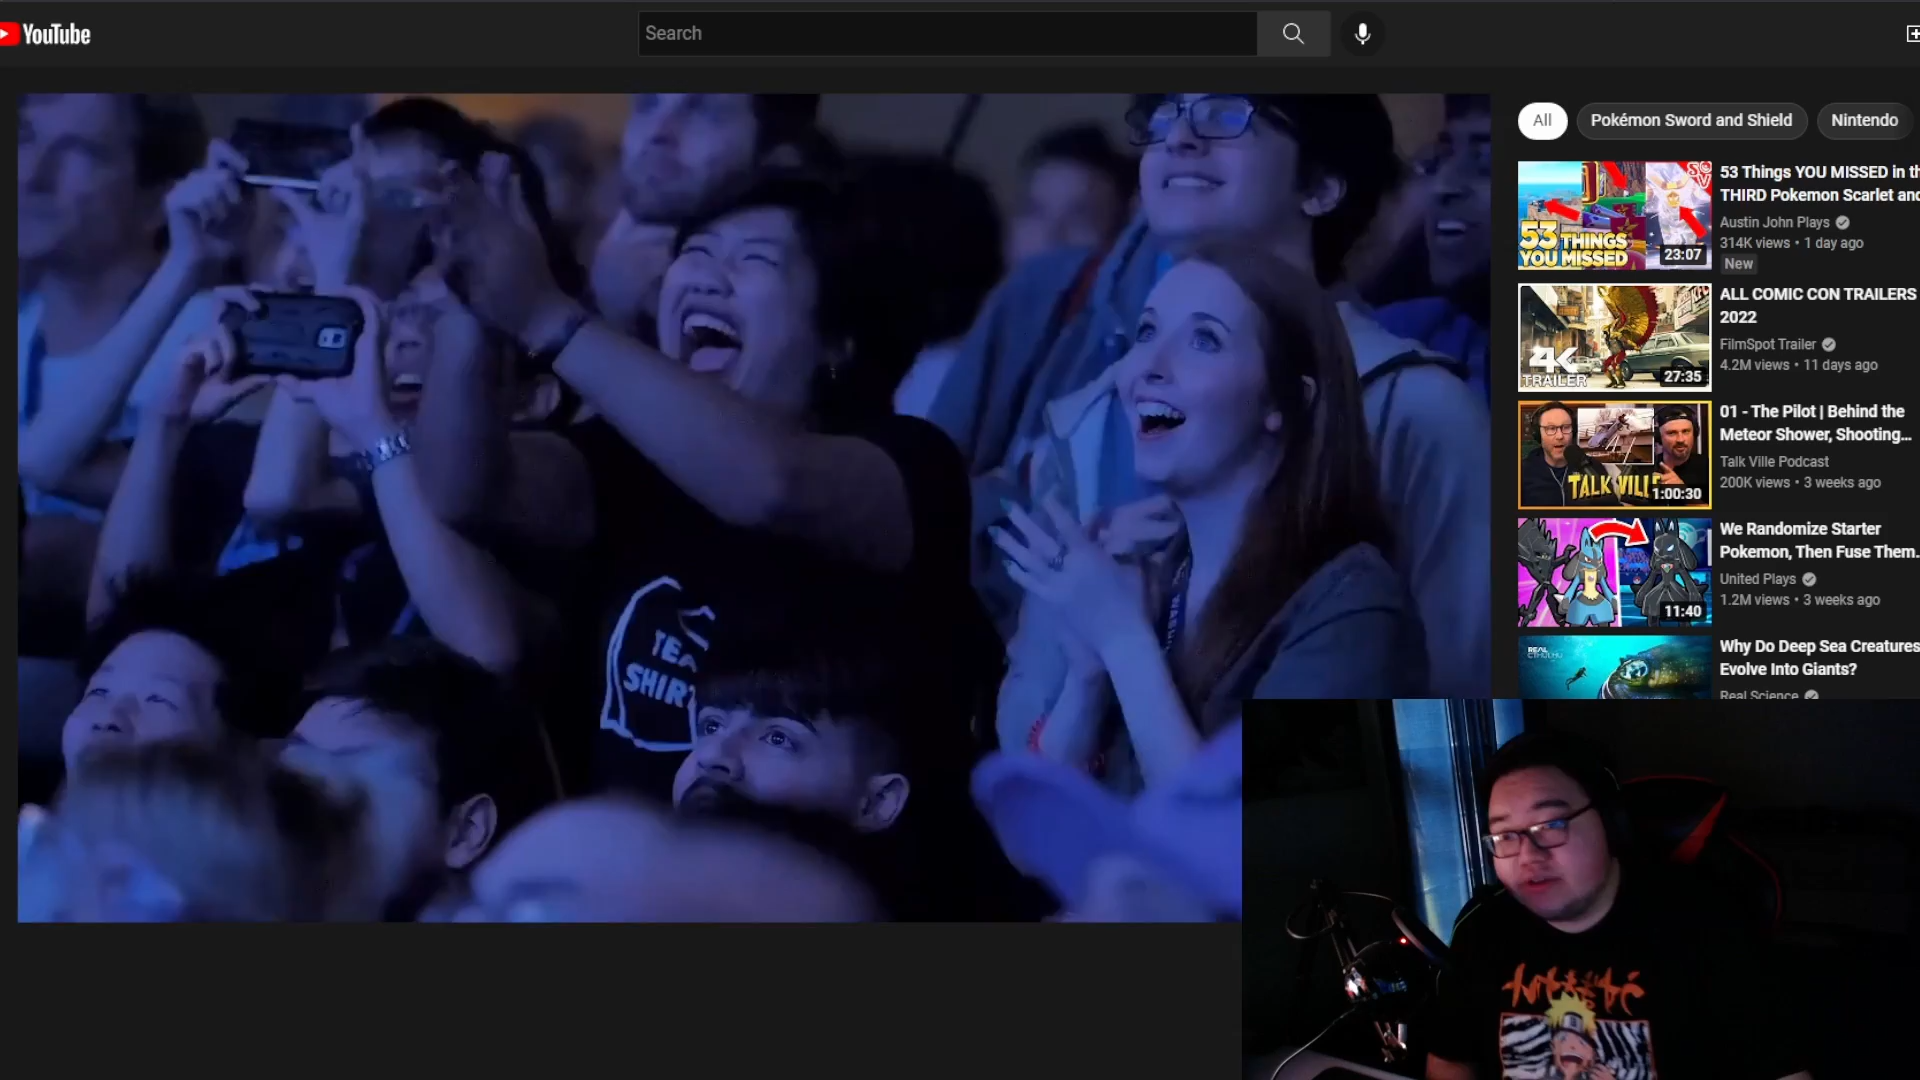 YouTube
Search
All
Pokémon Sword and Shield
Nintendo
53 THINGS
YOU MISSED
23:07
53 Things YOU MISSED in th
THIRD Pokemon Scarlet and
Austin John Plays
314K views • 1 day ago
New
4K
TRAILER
27:35
ALL COMIC CON TRAILERS
2022
FilmSpot Trailer
4.2M views • 11 days ago
TALK VILL
1:00:30
01 - The Pilot | Behind the
Meteor Shower, Shooting...
Talk Ville Podcast
200K views • 3 weeks ago
11:40
We Randomize Starter
Pokemon, Then Fuse Them...
United Plays
1.2M views • 3 weeks ago
REAL
Why Do Deep Sea Creatures
Evolve Into Giants?
Real Science
TEA
SHIR